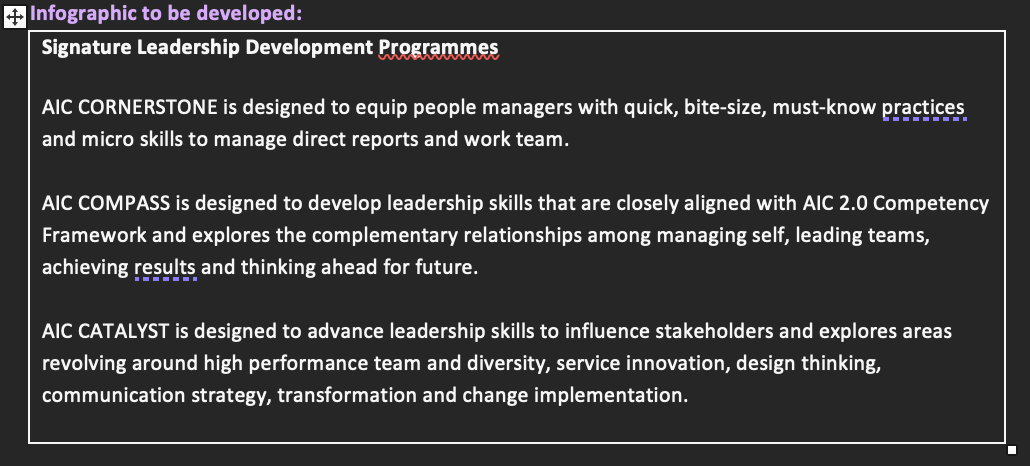 Infographic to be developed:
Signature Leadership Development Programmes
AIC CORNERSTONE is designed to equip people managers with quick, bite-size, must-know practices
and micro skills to manage direct reports and work team.
AIC COMPASS is designed to develop leadership skills that are closely aligned with AIC 2.0 Competency
Framework and explores the complementary relationships among managing self, leading teams,
achieving results and thinking ahead for future.
AIC CATALYST is designed to advance leadership skills to influence stakeholders and explores areas
revolving around high performance team and diversity, service innovation, design thinking,
communication strategy, transformation and change implementation.